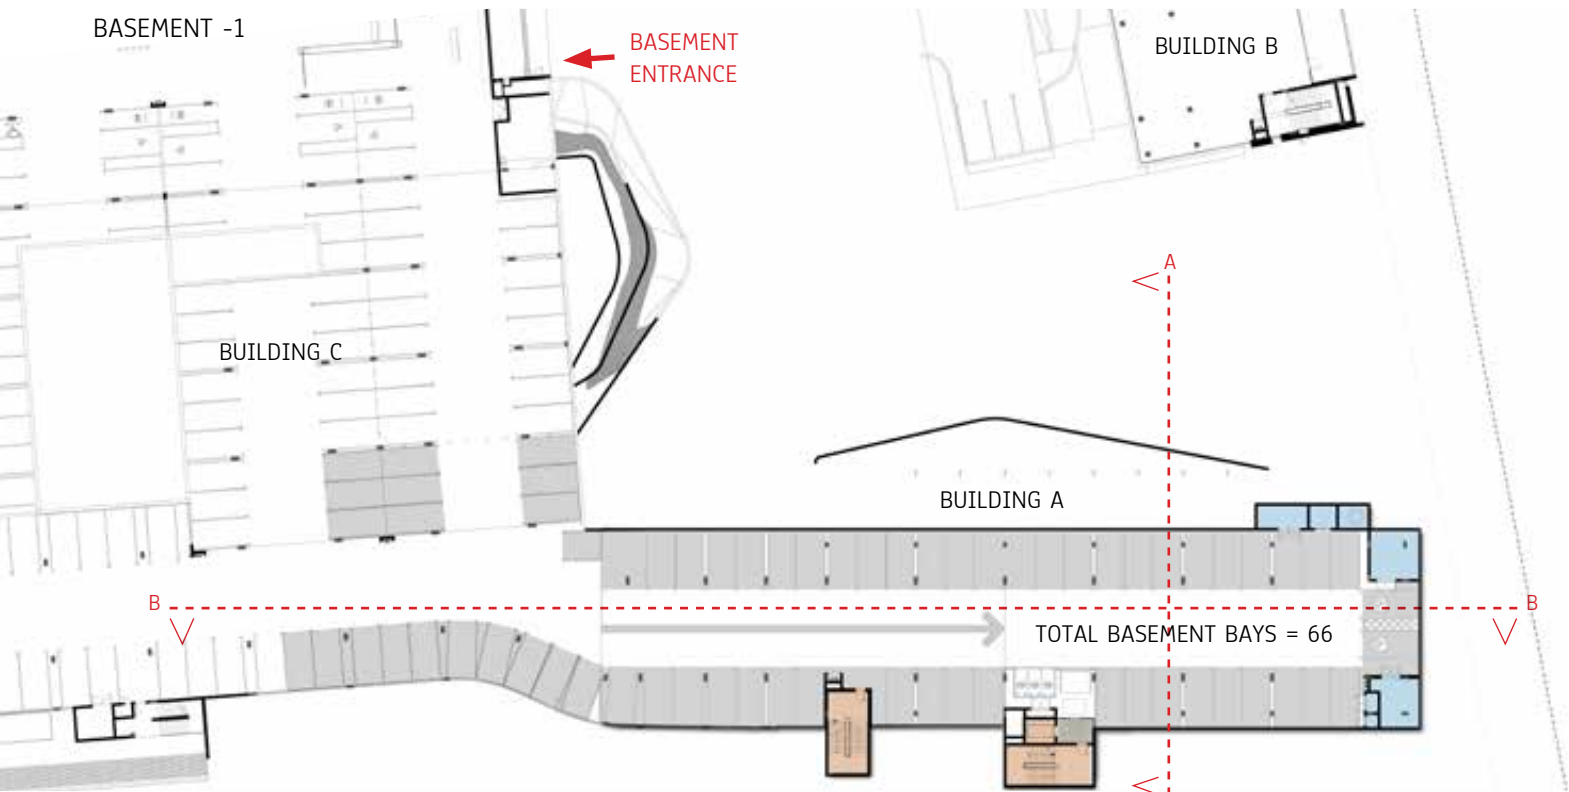 BASEMENT -1
BASEMENT
ENTRANCE
BUILDING B
A
BUILDING C
BUILDING A
B
B
TOTAL BASEMENT BAYS = 66